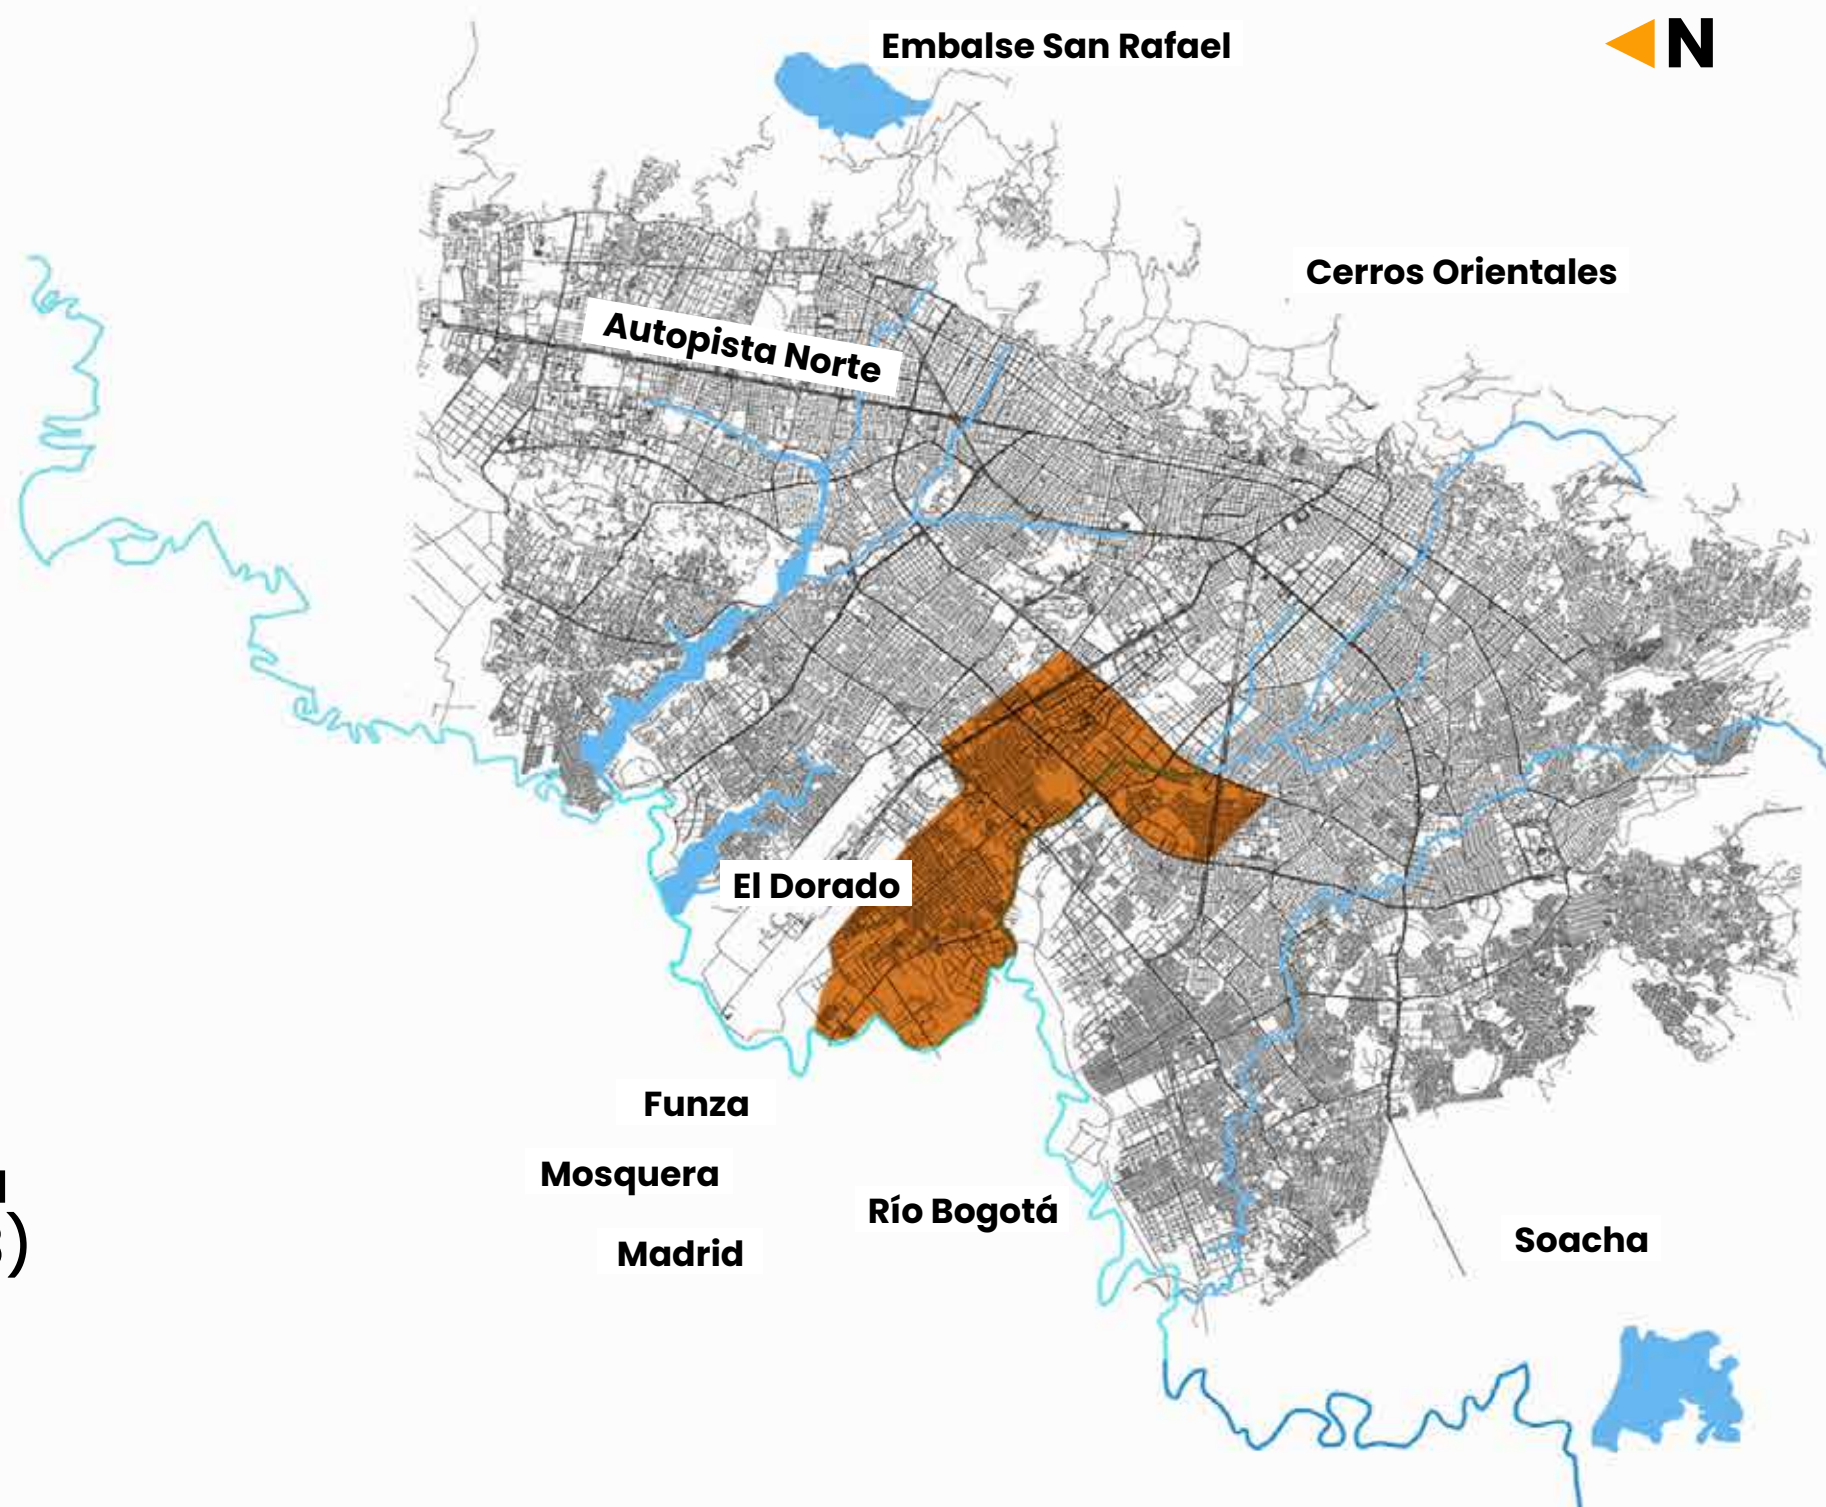 Embalse San Rafael
N
Cerros Orientales
Autopista Norte
El Dorado
Funza
Mosquera
Río Bogotá
Madrid
Soacha
)